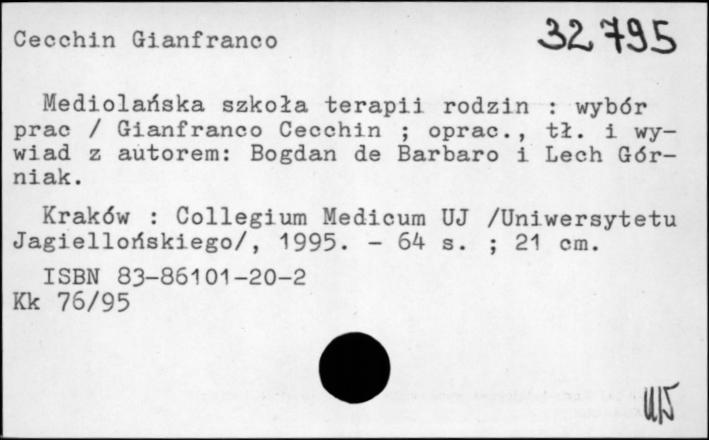 Cecchin Gianfranco
32795
Mediolańska szkoła terapii rodzin : wybór
prac / Gianfranco Cecchin ; oprac., tł. i wy-
wiad z autorem: Bogdan de Barbaro i Lech Gór-
niak.
Kraków : Collegium Medicum UJ /Uniwersytetu
Jagiellońskiego/, 1995. - 64 s. ; 21 cm.
ISBN 83-86101-20-2
Kk 76/95